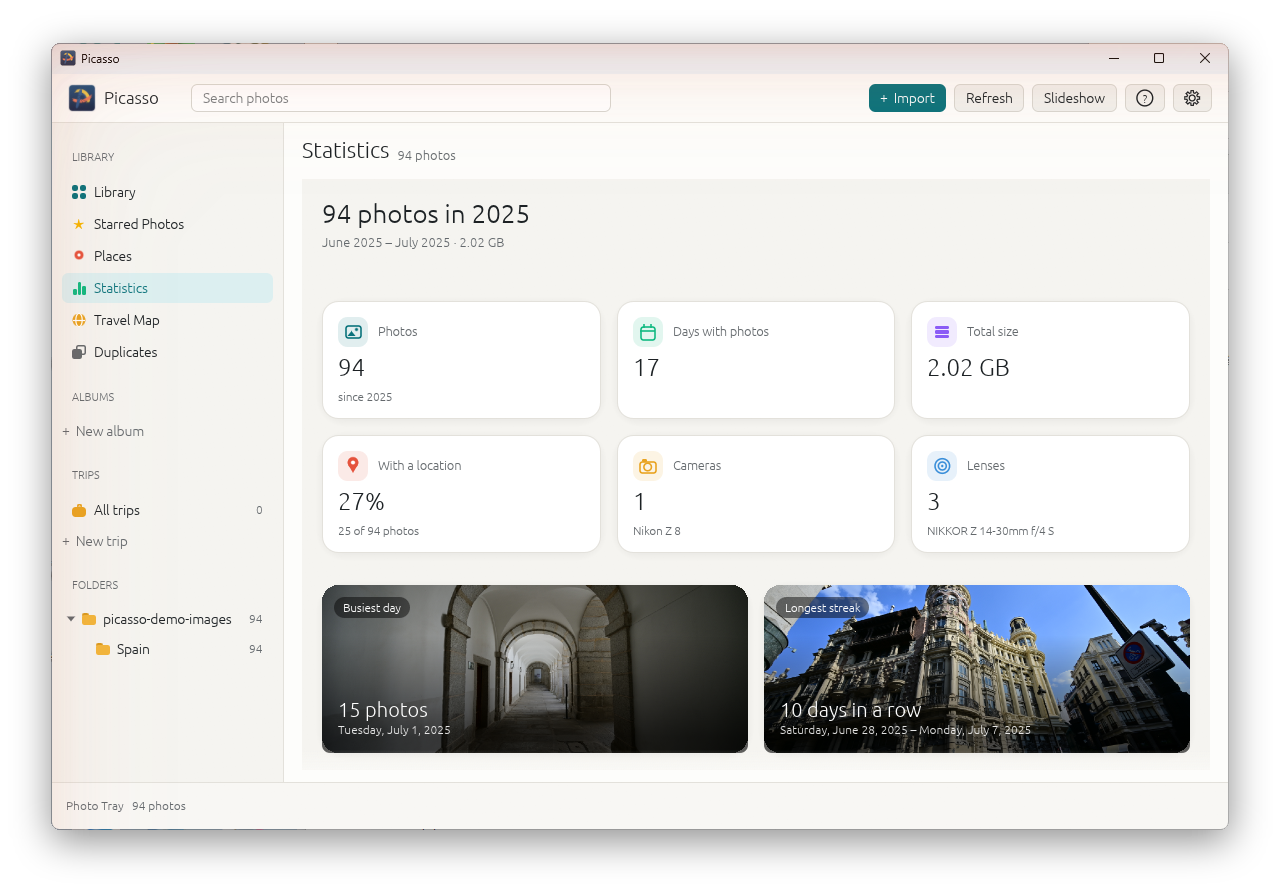 Picasso
Picasso
Search photos
+ Import
Refresh
Slideshow
?
LIBRARY
Library
Starred Photos
Places
Statistics
Travel Map
Duplicates
ALBUMS
+ New album
TRIPS
All trips 0
+ New trip
FOLDERS
picasso-demo-images 94
Spain 94
Statistics 94 photos
94 photos in 2025
June 2025 – July 2025 · 2.02 GB
Photos
94
since 2025
Days with photos
17
Total size
2.02 GB
With a location
27%
25 of 94 photos
Cameras
1
Nikon Z 8
Lenses
3
NIKKOR Z 14-30mm f/4 S
Busiest day
15 photos
Tuesday, July 1, 2025
Longest streak
10 days in a row
Saturday, June 28, 2025 – Monday, July 7, 2025
Photo Tray 94 photos